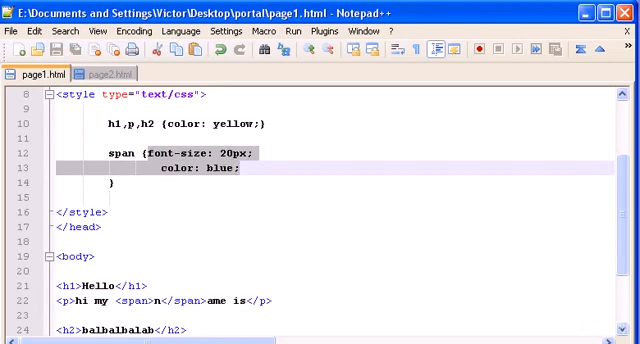 E:\Documents and Settings\Victor\Desktop\portal\page1.html - Notepad++
File Edit Search View Encoding Language Settings Macro Run Plugins Window ? X
page1.html page2.html
8 <style type="text/css">
9
10 h1,p,h2 {color: yellow;}
11
12 span {font-size: 20px;
13 color: blue;
14 }
15
16 </style>
17 </head>
18
19 <body>
20
21 <h1>Hello</h1>
22 <p>hi my <span>n</span>ame is</p>
23
24 <h2>balbalbalab</h2>